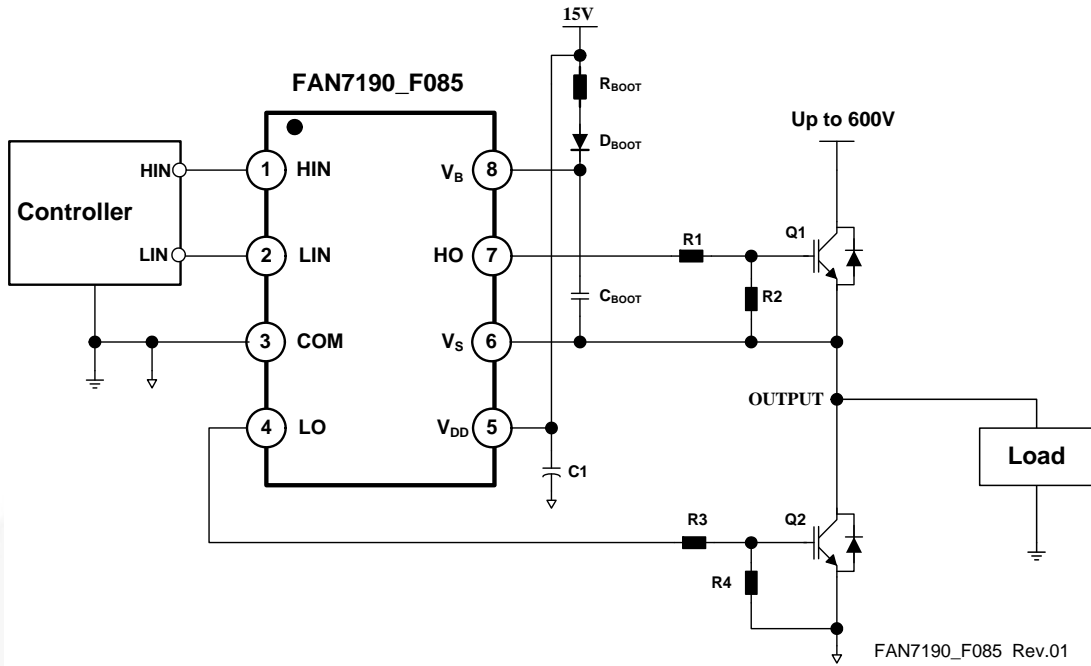 15V
FAN7190_F085
RBOOT
Up to 600V
DBOOT
HIN
1
HIN
VB
8
Controller
Q1
R1
LIN
2
LIN
HO
7
R2
CBOOT
3
COM
VS
6
OUTPUT
4
LO
VDD
5
Load
C1
R3
Q2
R4
FAN7190_F085 Rev.01